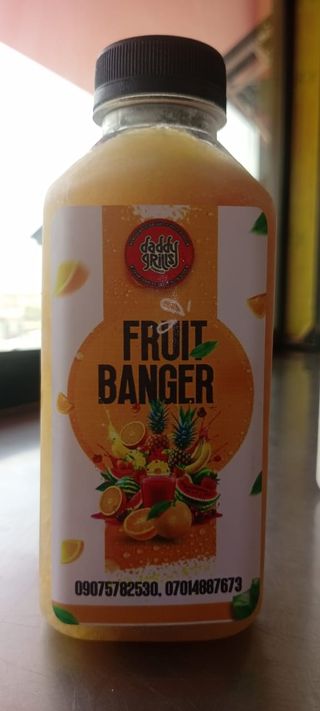 daddy
GRILLS
FRUIT
BANGER
09075782530, 07014887673